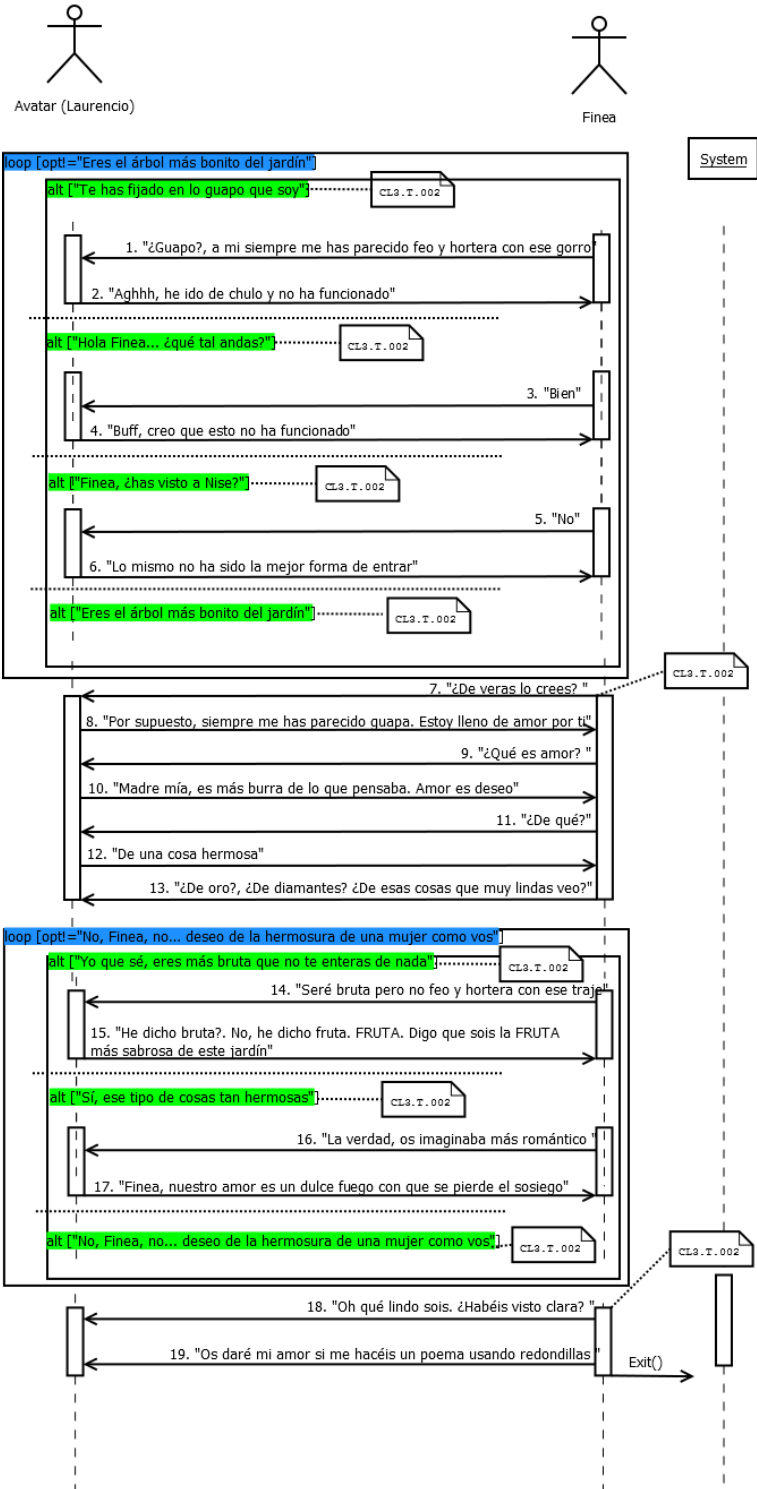 Avatar (Laurencio)
Finea
System
loop [opt!="Eres el árbol más bonito del jardín"]
alt ["Te has fijado en lo guapo que soy"]
CL3.T.002
1. "¿Guapo?, a mi siempre me has parecido feo y hortera con ese gorro"
2. "Aghhh, he ido de chulo y no ha funcionado"
alt ["Hola Finea... ¿qué tal andas?"]
CL3.T.002
3. "Bien"
4. "Buff, creo que esto no ha funcionado"
alt ["Finea, ¿has visto a Nise?"]
CL3.T.002
5. "No"
6. "Lo mismo no ha sido la mejor forma de entrar"
alt ["Eres el árbol más bonito del jardín"]
CL3.T.002
CL3.T.002
7. "¿De veras lo crees? "
8. "Por supuesto, siempre me has parecido guapa. Estoy lleno de amor por ti"
9. "¿Qué es amor? "
10. "Madre mía, es más burra de lo que pensaba. Amor es deseo"
11. "¿De qué?"
12. "De una cosa hermosa"
13. "¿De oro?, ¿De diamantes? ¿De esas cosas que muy lindas veo?"
loop [opt!="No, Finea, no... deseo de la hermosura de una mujer como vos"]
alt ["Yo que sé, eres más bruta que no te enteras de nada"]
CL3.T.002
14. "Seré bruta pero no feo y hortera con ese traje"
15. "He dicho bruta?. No, he dicho fruta. FRUTA. Digo que sois la FRUTA
más sabrosa de este jardín"
alt ["Sí, ese tipo de cosas tan hermosas"]
CL3.T.002
16. "La verdad, os imaginaba más romántico "
17. "Finea, nuestro amor es un dulce fuego con que se pierde el sosiego"
alt ["No, Finea, no... deseo de la hermosura de una mujer como vos"]
CL3.T.002
CL3.T.002
18. "Oh qué lindo sois. ¿Habéis visto clara? "
19. "Os daré mi amor si me hacéis un poema usando redondillas "
Exit()